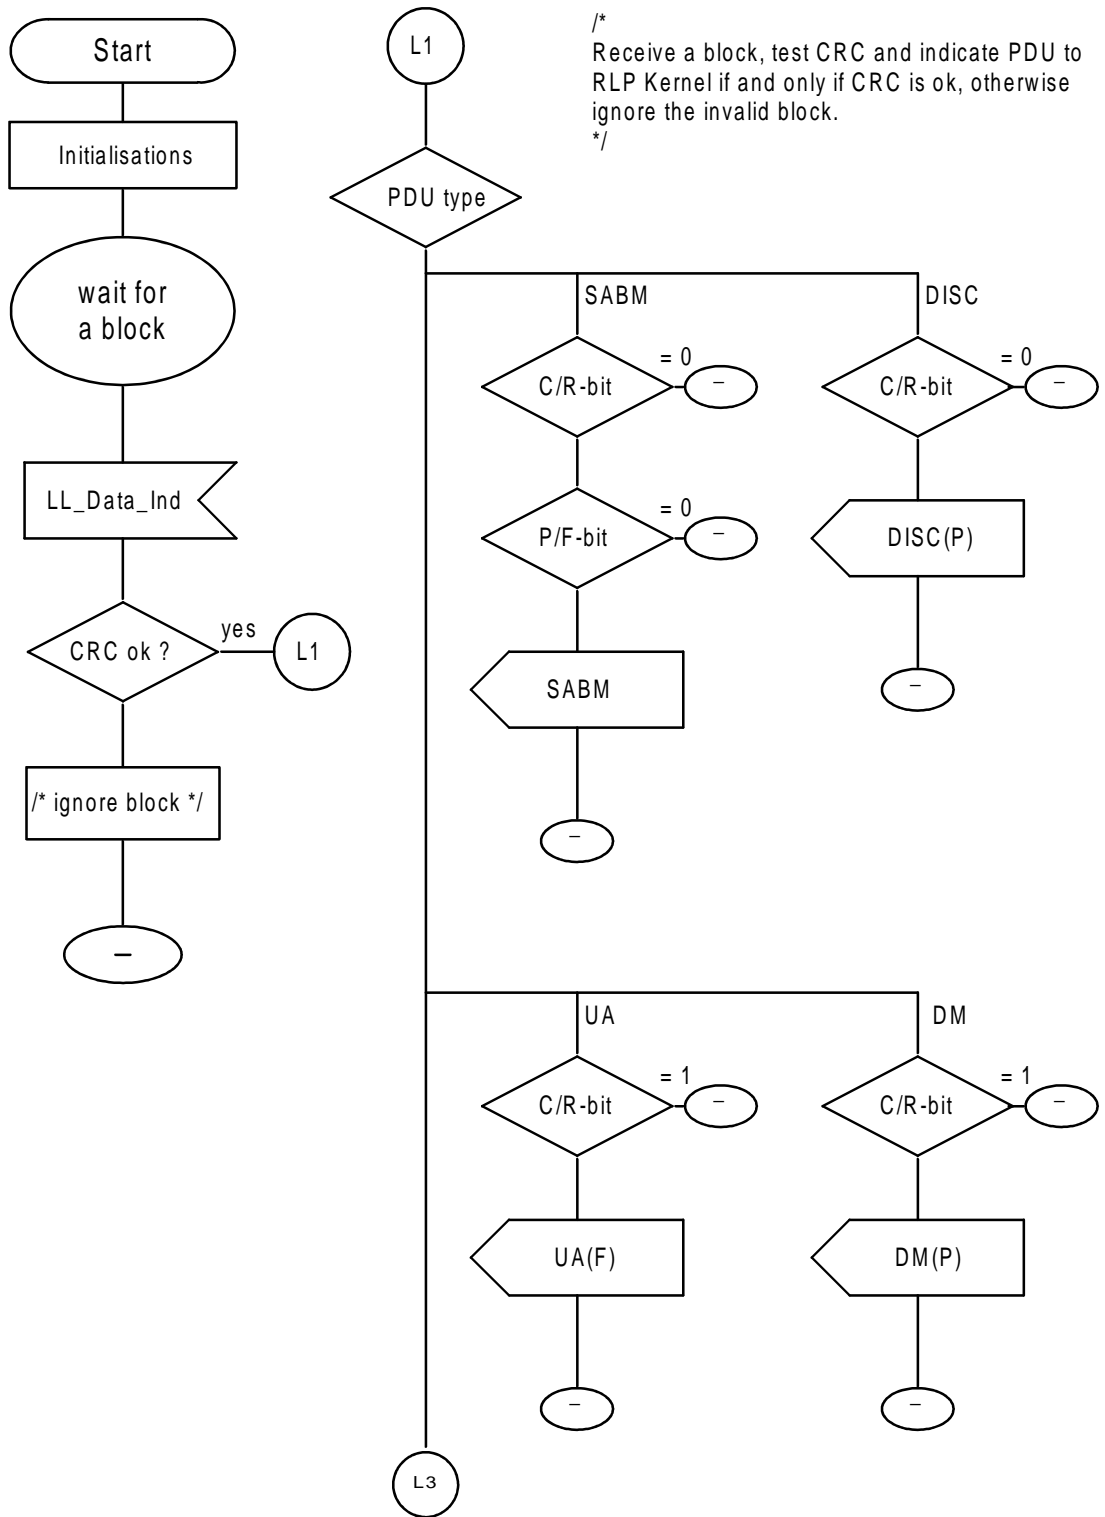 Start
Initialisations
wait for
a block
LL_Data_Ind
CRC ok ?
yes
L1
/* ignore block */
–
L1
PDU type
/*
Receive a block, test CRC and indicate PDU to
RLP Kernel if and only if CRC is ok, otherwise
ignore the invalid block.
*/
SABM
C/R-bit
= 0
–
P/F-bit
= 0
–
SABM
–
DISC
C/R-bit
= 0
–
DISC(P)
–
UA
C/R-bit
= 1
–
UA(F)
–
DM
C/R-bit
= 1
–
DM(P)
–
L3